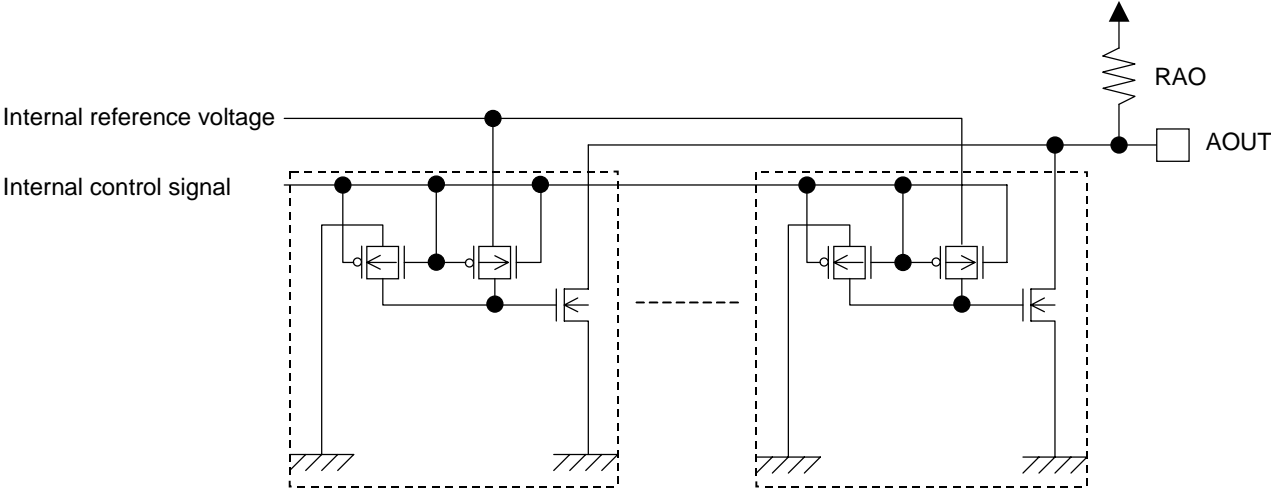 RAO
Internal reference voltage
AOUT
Internal control signal